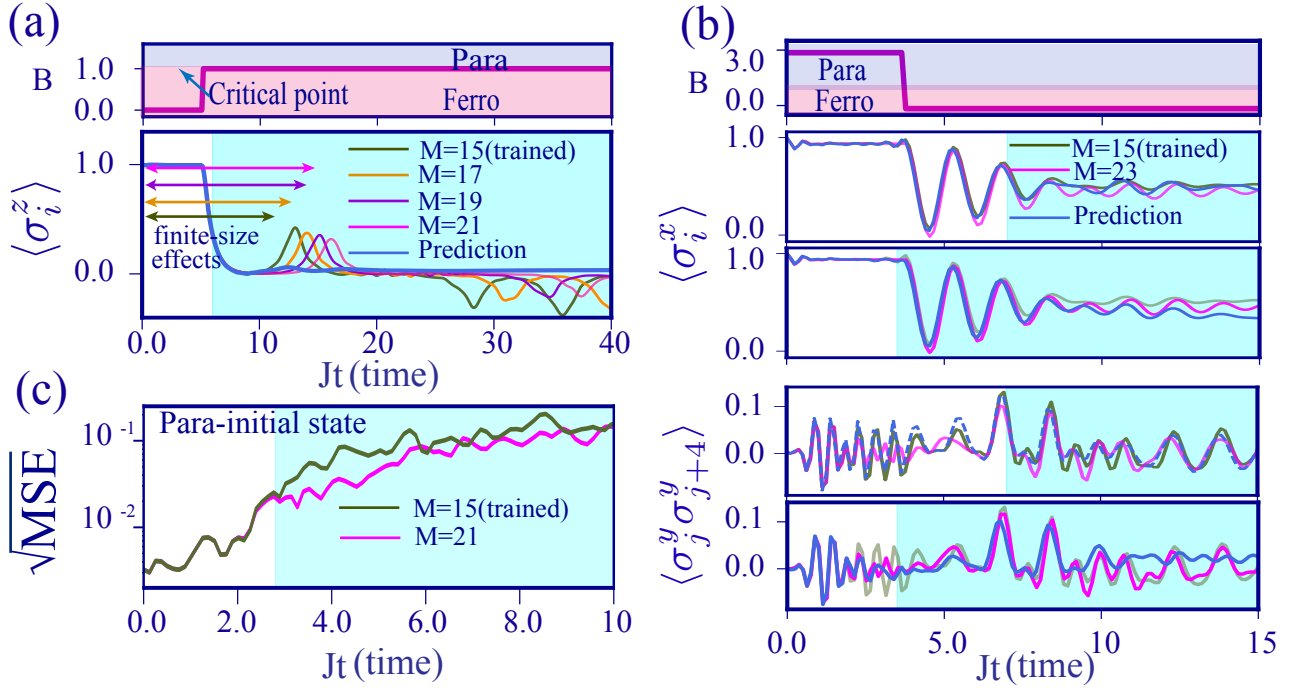 (a)
B
1.0
0.0
Para
Critical point
Ferro
⟨σ_i^z⟩
1.0
0.0
M=15(trained)
M=17
M=19
M=21
Prediction
finite-size
effects
0.0
10
20
30
40
Jt (time)
(c)
√MSE
Para-initial state
10^-1
10^-2
M=15(trained)
M=21
0.0
2.0
4.0
6.0
8.0
10
Jt (time)
(b)
B
3.0
0.0
Para
Ferro
⟨σ_i^x⟩
1.0
0.0
M=15(trained)
M=23
Prediction
1.0
0.0
⟨σ_j^y σ_{j+4}^y⟩
0.1
0.0
0.1
0.0
0.0
5.0
10
15
Jt (time)